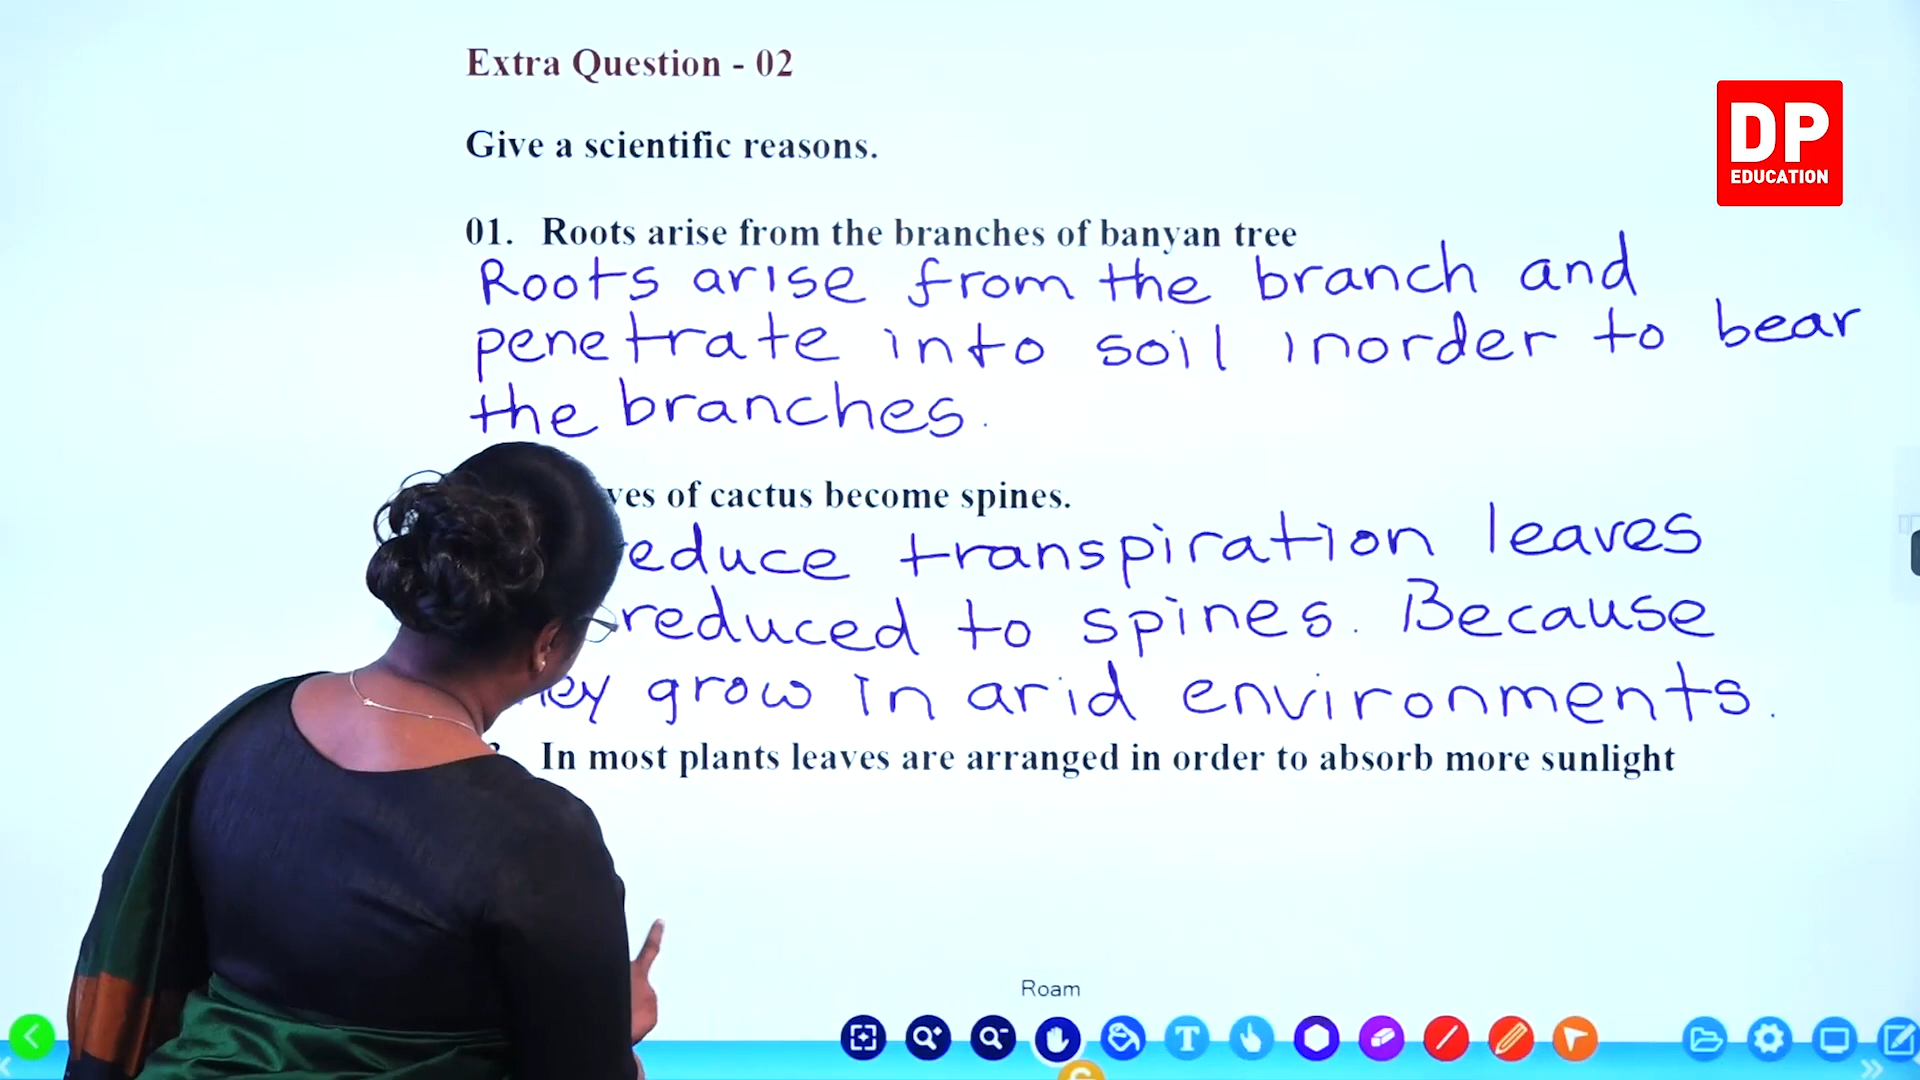 Extra Question - 02
DP
EDUCATION
Give a scientific reasons.
01. Roots arise from the branches of banyan tree
Roots arise from the branch and
penetrate into soil inorder to bear
the branches.
of cactus become spines.
transpiration leaves
reduced to spines. Because
grow in arid environments.
In most plants leaves are arranged in order to absorb more sunlight
Roam